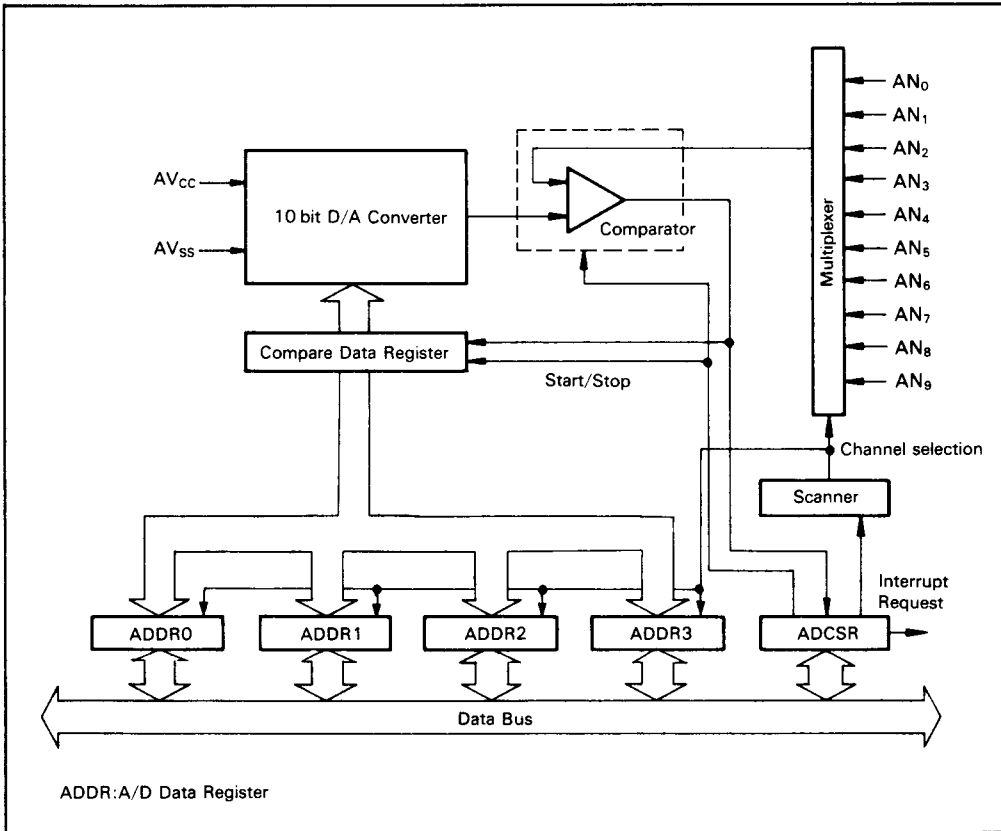 AN₀
AN₁
AN₂
AN₃
AN₄
AN₅
AN₆
AN₇
AN₈
AN₉
Multiplexer
AVCC
AVSS
10 bit D/A Converter
Comparator
Compare Data Register
Start/Stop
Channel selection
Scanner
Interrupt
Request
ADDR0
ADDR1
ADDR2
ADDR3
ADCSR
Data Bus
ADDR:A/D Data Register